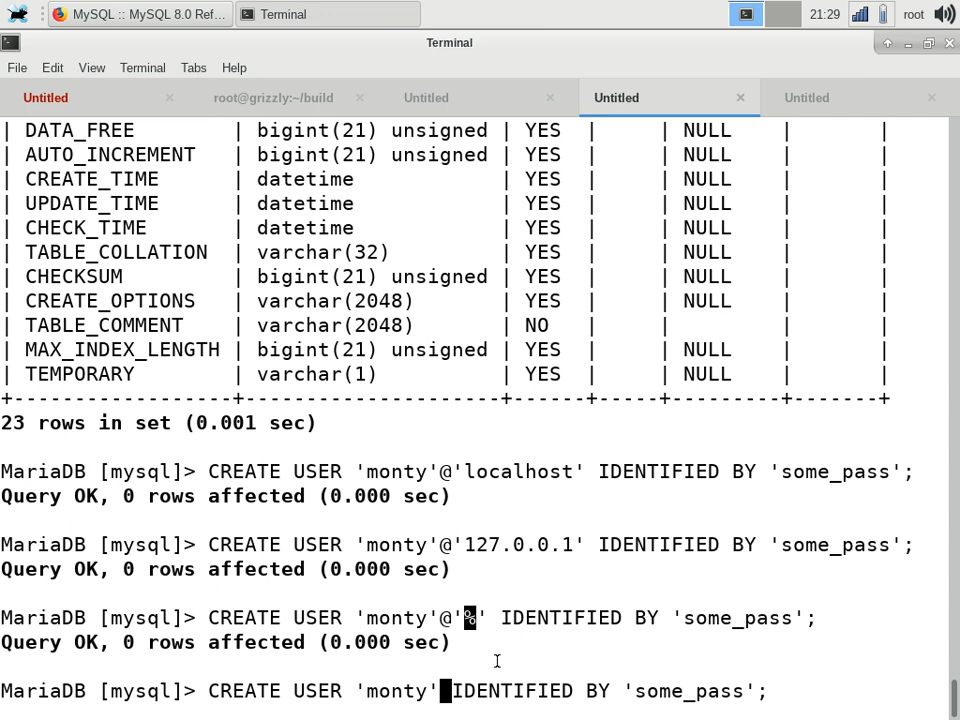 MySQL :: MySQL 8.0 Ref...
Terminal
21:29
root
Terminal
File Edit View Terminal Tabs Help
Untitled
root@grizzly:~/build
Untitled
Untitled
Untitled
| DATA_FREE | bigint(21) unsigned | YES | | NULL | |
| AUTO_INCREMENT | bigint(21) unsigned | YES | | NULL | |
| CREATE_TIME | datetime | YES | | NULL | |
| UPDATE_TIME | datetime | YES | | NULL | |
| CHECK_TIME | datetime | YES | | NULL | |
| TABLE_COLLATION | varchar(32) | YES | | NULL | |
| CHECKSUM | bigint(21) unsigned | YES | | NULL | |
| CREATE_OPTIONS | varchar(2048) | YES | | NULL | |
| TABLE_COMMENT | varchar(2048) | NO | | | |
| MAX_INDEX_LENGTH | bigint(21) unsigned | YES | | NULL | |
| TEMPORARY | varchar(1) | YES | | NULL | |
+------------------+---------------------+------+-----+---------+-------+
23 rows in set (0.001 sec)
MariaDB [mysql]> CREATE USER 'monty'@'localhost' IDENTIFIED BY 'some_pass';
Query OK, 0 rows affected (0.000 sec)
MariaDB [mysql]> CREATE USER 'monty'@'127.0.0.1' IDENTIFIED BY 'some_pass';
Query OK, 0 rows affected (0.000 sec)
MariaDB [mysql]> CREATE USER 'monty'@'%' IDENTIFIED BY 'some_pass';
Query OK, 0 rows affected (0.000 sec)
MariaDB [mysql]> CREATE USER 'monty' IDENTIFIED BY 'some_pass';